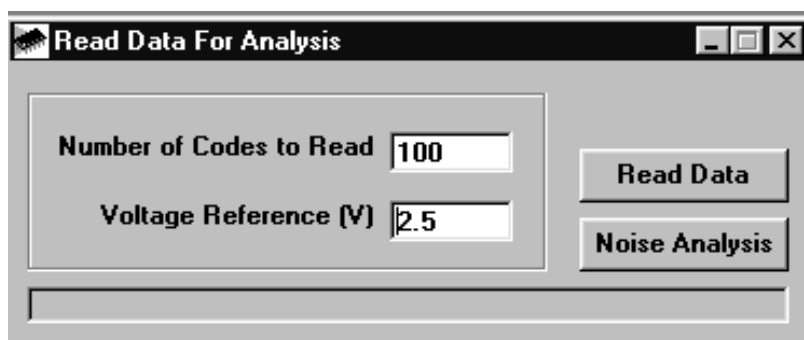 Read Data For Analysis
Number of Codes to Read 100
Read Data
Voltage Reference (V) 2.5
Noise Analysis